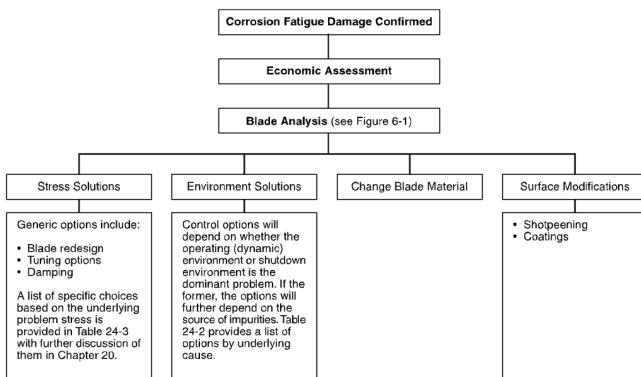 Corrosion Fatigue Damage Confirmed
Economic Assessment
Blade Analysis (see Figure 6-1)
Stress Solutions
Environment Solutions
Change Blade Material
Surface Modifications
Generic options include:
• Blade redesign
• Tuning options
• Damping
A list of specific choices
based on the underlying
problem stress is
provided in Table 24-3
with further discussion of
them in Chapter 20.
Control options will
depend on whether the
operating (dynamic)
environment or shutdown
environment is the
dominant problem. If the
former, the options will
further depend on the
source of impurities. Table
24-2 provides a list of
options by underlying
cause.
• Shotpeening
• Coatings